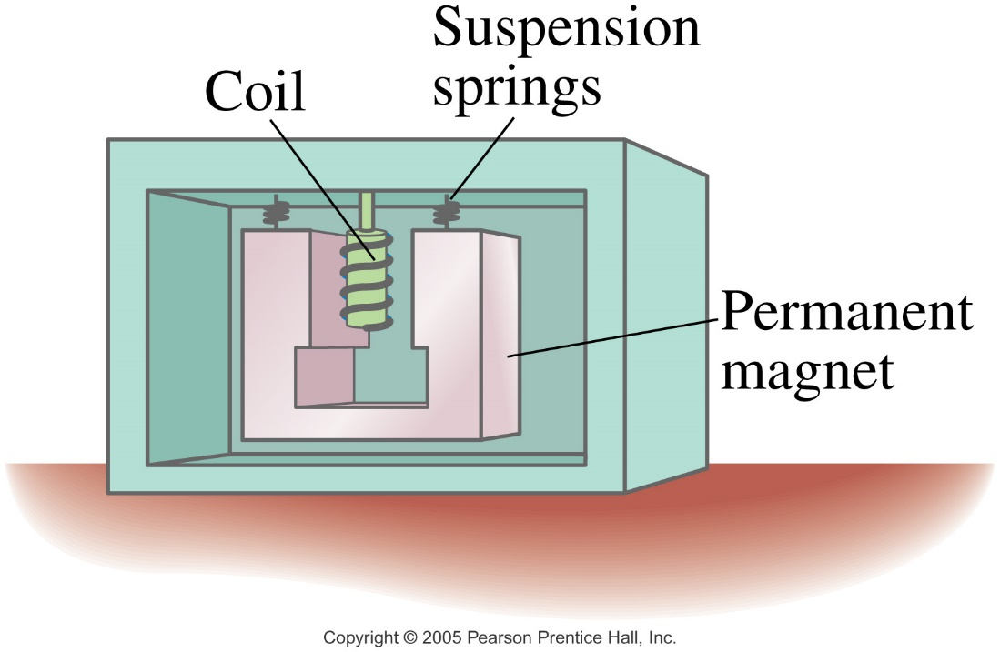 Suspension
springs
Coil
Permanent
magnet
Copyright © 2005 Pearson Prentice Hall, Inc.